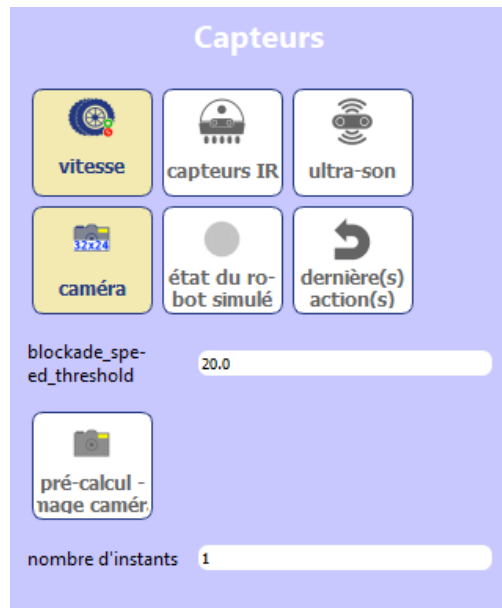 Capteurs
vitesse
capteurs IR
ultra-son
32x24
caméra
état du ro-
bot simulé
dernière(s)
action(s)
blockade_spe-
ed_threshold
20.0
pré-calcul -
mage camér
nombre d'instants
1